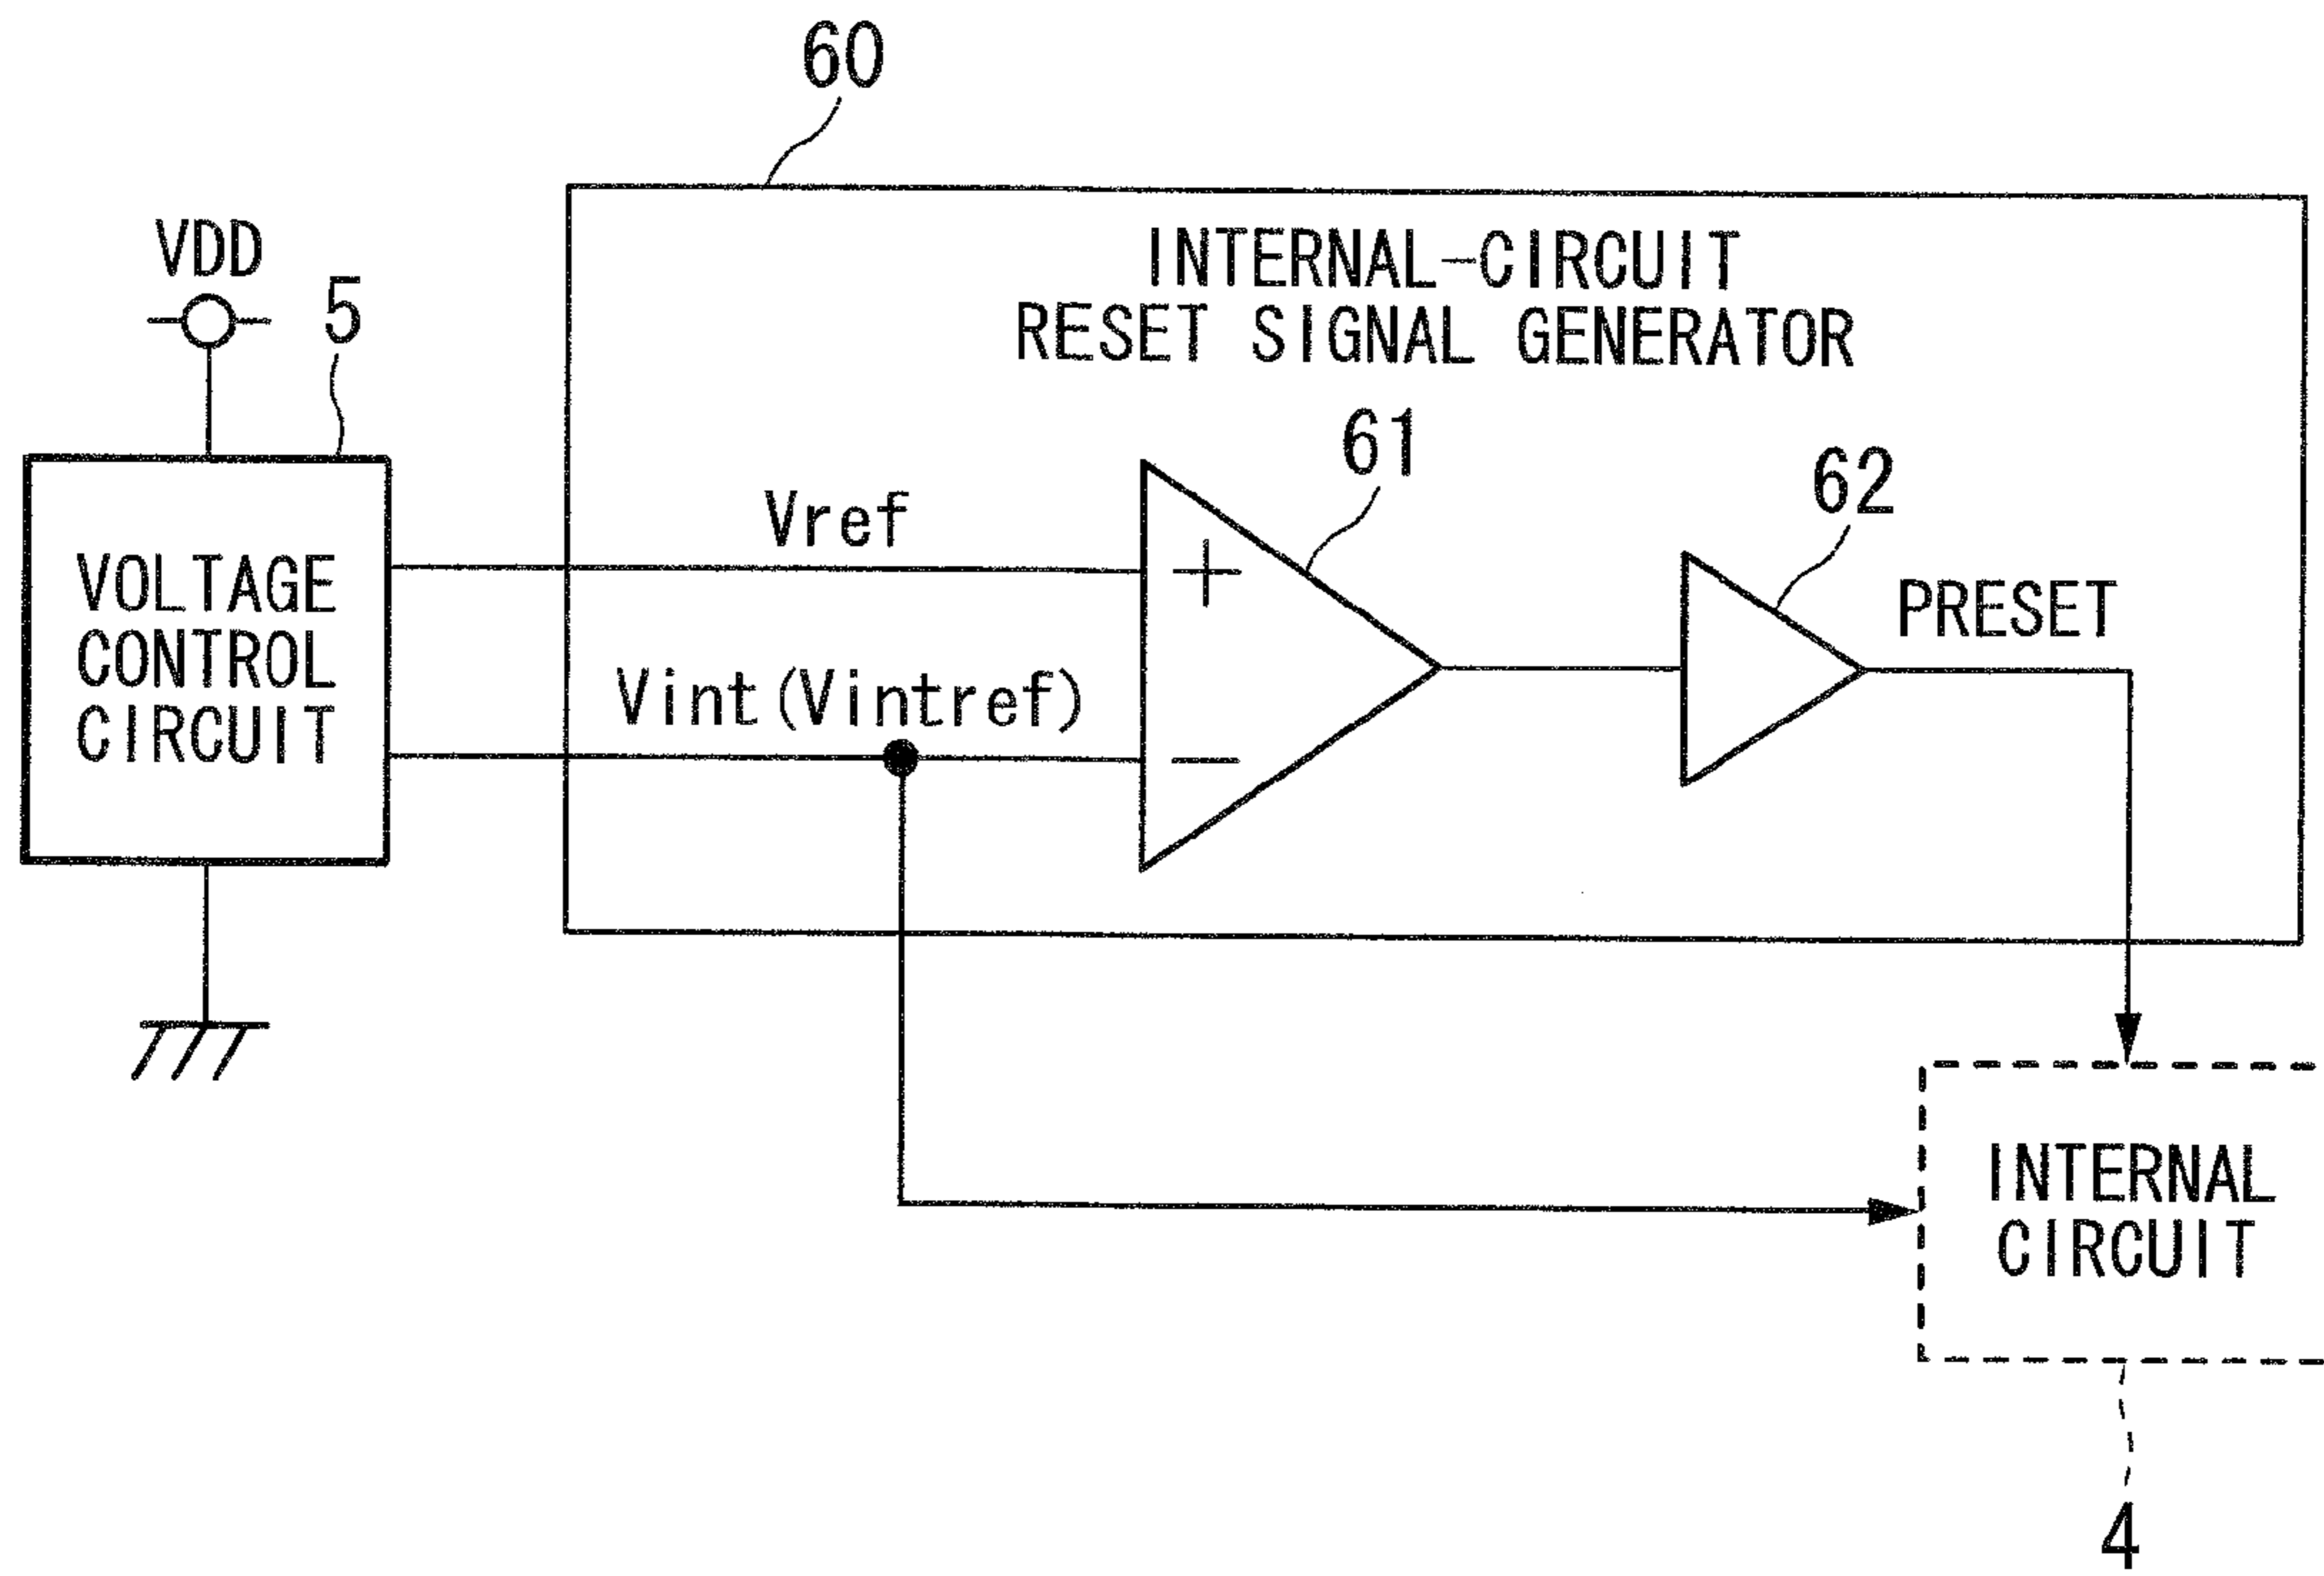 60
VDD
5
INTERNAL-CIRCUIT
RESET SIGNAL GENERATOR
61
62
Vref
+
PRESET
VOLTAGE
CONTROL
CIRCUIT
Vint(Vintref)
−
INTERNAL
CIRCUIT
4